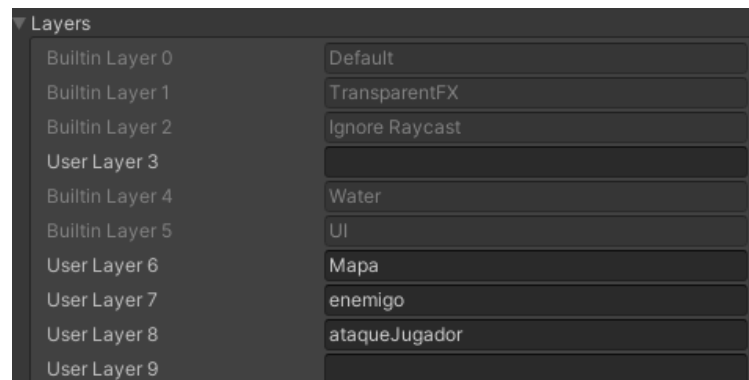 Layers
Builtin Layer 0 Default
Builtin Layer 1 TransparentFX
Builtin Layer 2 Ignore Raycast
User Layer 3
Builtin Layer 4 Water
Builtin Layer 5 UI
User Layer 6 Mapa
User Layer 7 enemigo
User Layer 8 ataqueJugador
User Layer 9